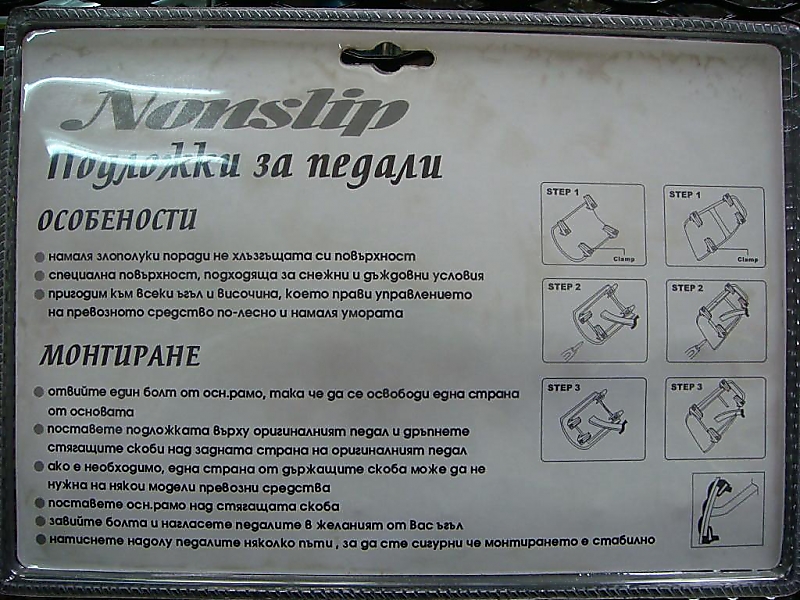 Nonslip
Подложки за педали
ОСОБЕНОСТИ
намаля злополуки поради не хлъзгъщата си повърхност
специална повърхност, подходяща за снежни и дъждовни условия
пригодим към всеки ъгъл и височина, което прави управлението
на превозното средство по-лесно и намаля умората
МОНТИРАНЕ
отвийте един болт от осн.рамо, така че да се освободи една страна
от основата
поставете подложката върху оригиналният педал и дръпнете
стягащите скоби над задната страна на оригиналният педал
ако е необходимо, една страна от държащите скоба може да не
нужна на някои модели превозни средства
поставете осн.рамо над стягащата скоба
завийте болта и нагласете педалите в желаният от Вас ъгъл
натиснете надолу педалите няколко пъти , за да сте сигурни че монтирането е стабилно
STEP 1
Clamp
STEP 1
Clamp
STEP 2
STEP 2
STEP 3
STEP 3